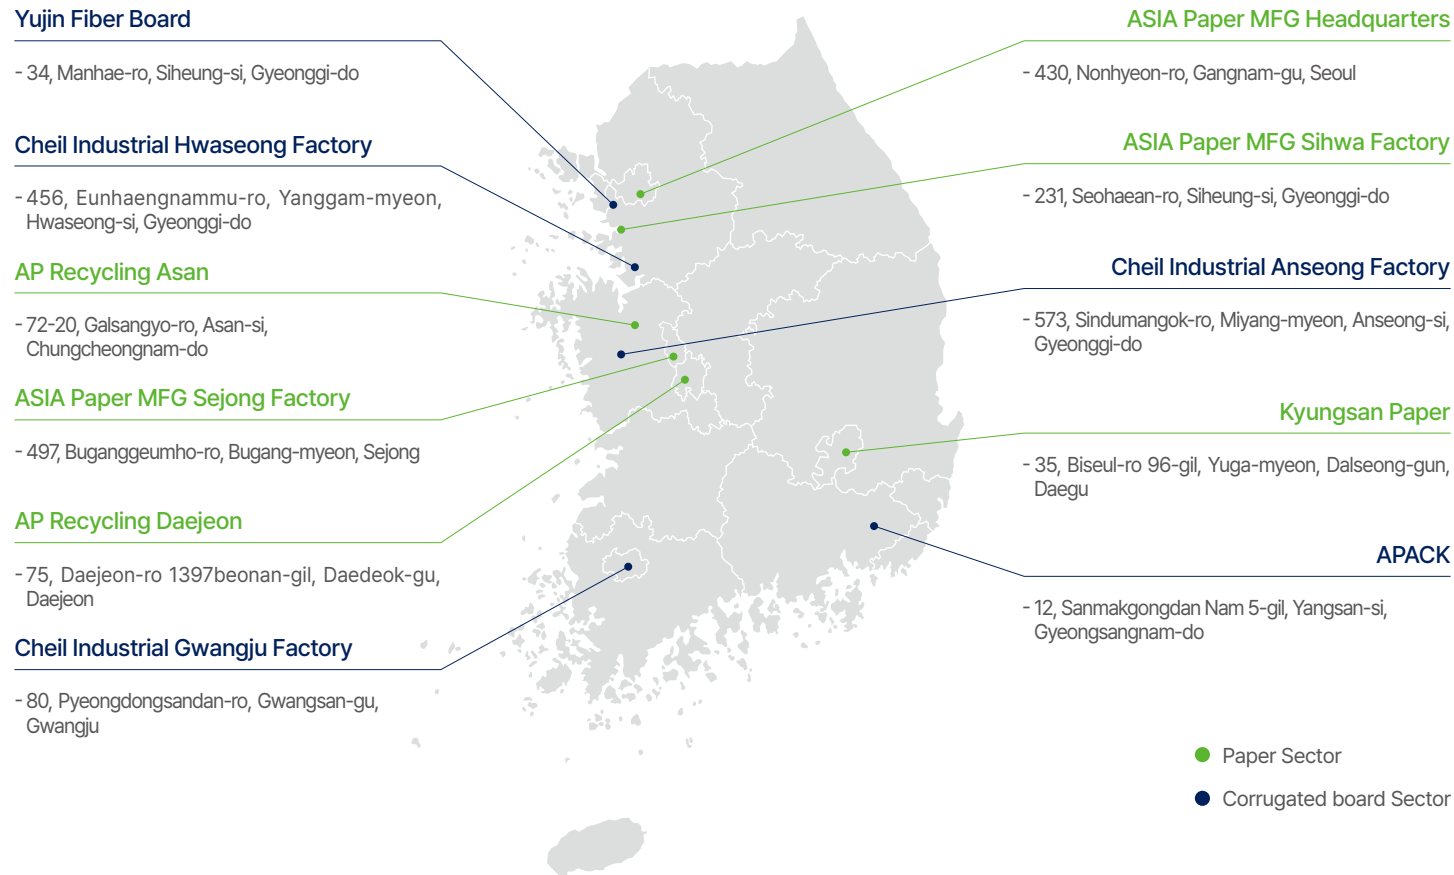 Yujin Fiber Board
- 34, Manhae-ro, Siheung-si, Gyeonggi-do
Cheil Industrial Hwaseong Factory
- 456, Eunhaengnammu-ro, Yanggam-myeon,
Hwaseong-si, Gyeonggi-do
AP Recycling Asan
- 72-20, Galsangyo-ro, Asan-si,
Chungcheongnam-do
ASIA Paper MFG Sejong Factory
- 497, Buganggeumho-ro, Bugang-myeon, Sejong
AP Recycling Daejeon
- 75, Daejeon-ro 1397beonan-gil, Daedeok-gu,
Daejeon
Cheil Industrial Gwangju Factory
- 80, Pyeongdongsandan-ro, Gwangsan-gu,
Gwangju
ASIA Paper MFG Headquarters
- 430, Nonhyeon-ro, Gangnam-gu, Seoul
ASIA Paper MFG Sihwa Factory
- 231, Seohaean-ro, Siheung-si, Gyeonggi-do
Cheil Industrial Anseong Factory
- 573, Sindumangok-ro, Miyang-myeon, Anseong-si,
Gyeonggi-do
Kyungsan Paper
- 35, Biseul-ro 96-gil, Yuga-myeon, Dalseong-gun,
Daegu
APACK
- 12, Sanmakgongdan Nam 5-gil, Yangsan-si,
Gyeongsangnam-do
Paper Sector
Corrugated board Sector